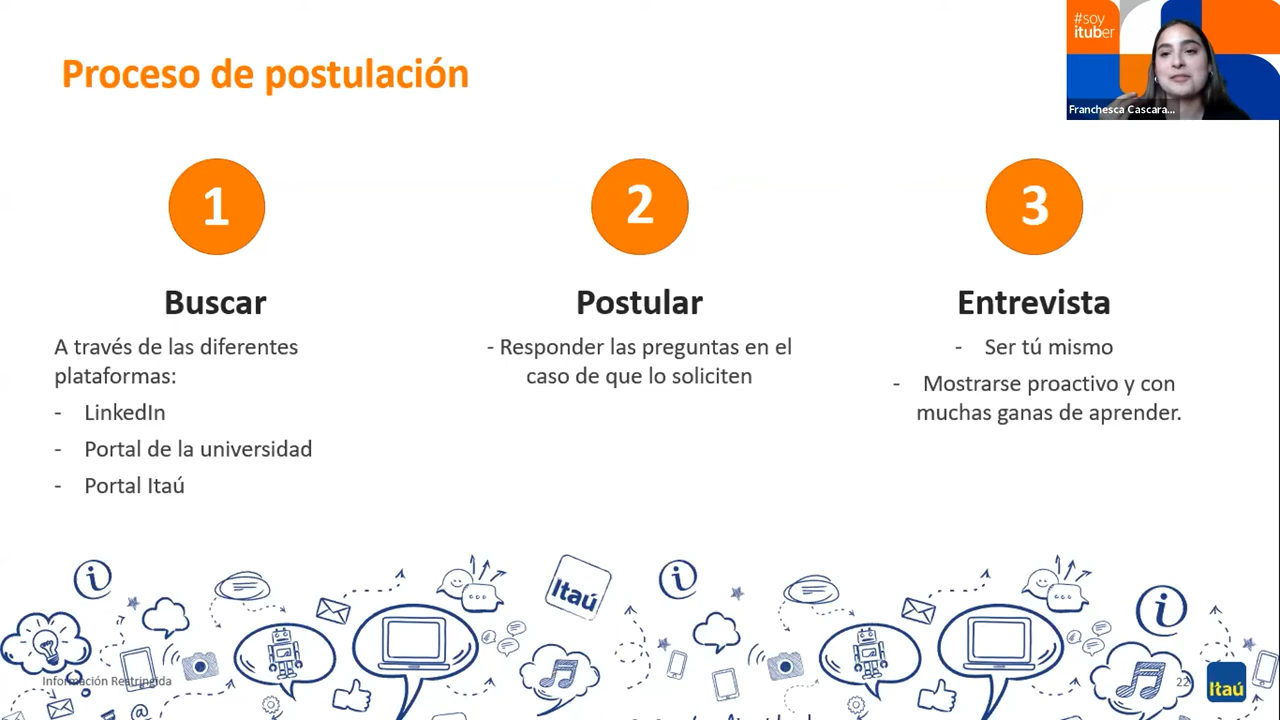 Proceso de postulación
#soy
ituber
Franchesca Cascara...
1
Buscar
A través de las diferentes
plataformas:
- LinkedIn
- Portal de la universidad
- Portal Itaú
2
Postular
- Responder las preguntas en el
caso de que lo soliciten
3
Entrevista
- Ser tú mismo
- Mostrarse proactivo y con
muchas ganas de aprender.
Itaú
Información Restringida
22
Itaú